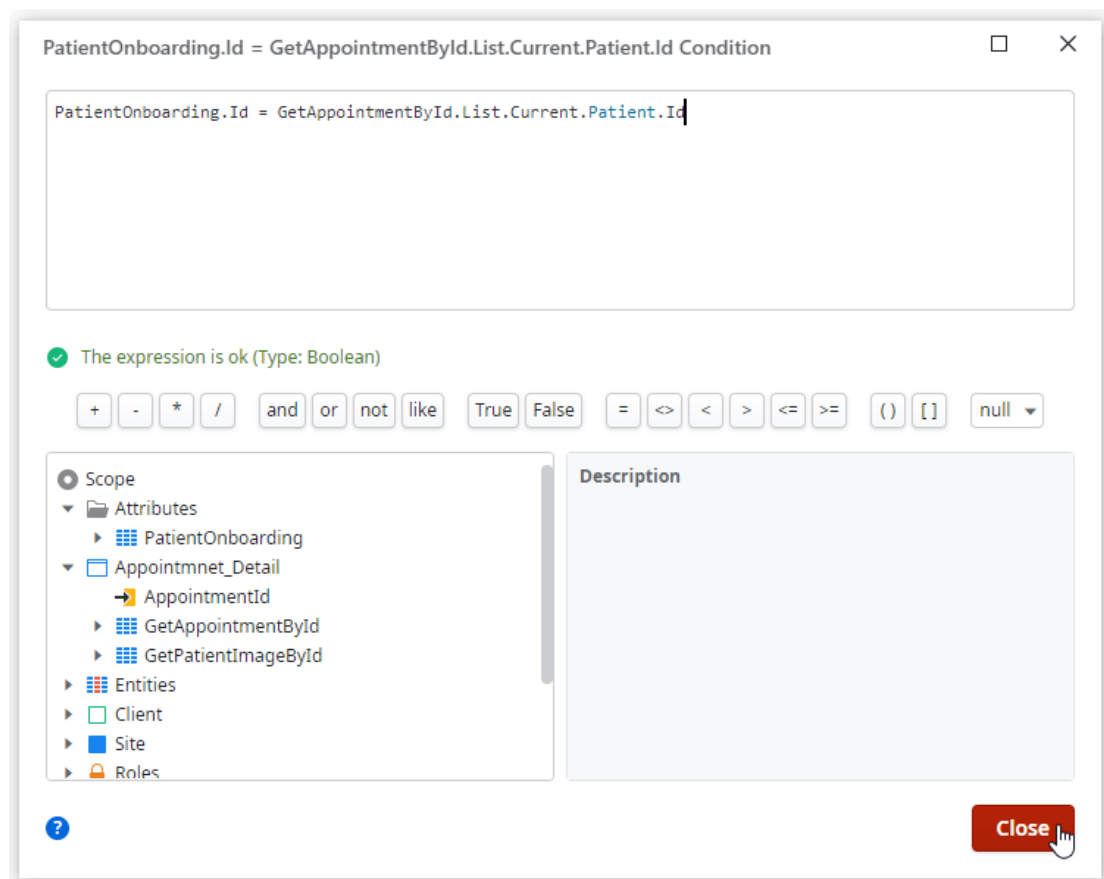 PatientOnboarding.Id = GetAppointmentById.List.Current.Patient.Id Condition
PatientOnboarding.Id = GetAppointmentById.List.Current.Patient.Id
The expression is ok (Type: Boolean)
+ - * / and or not like True False = <> < > <= >= ( ) [ ] null
Scope
Attributes
PatientOnboarding
Appointmnet_Detail
AppointmentId
GetAppointmentById
GetPatientImageById
Entities
Client
Site
Roles
Description
?
Close